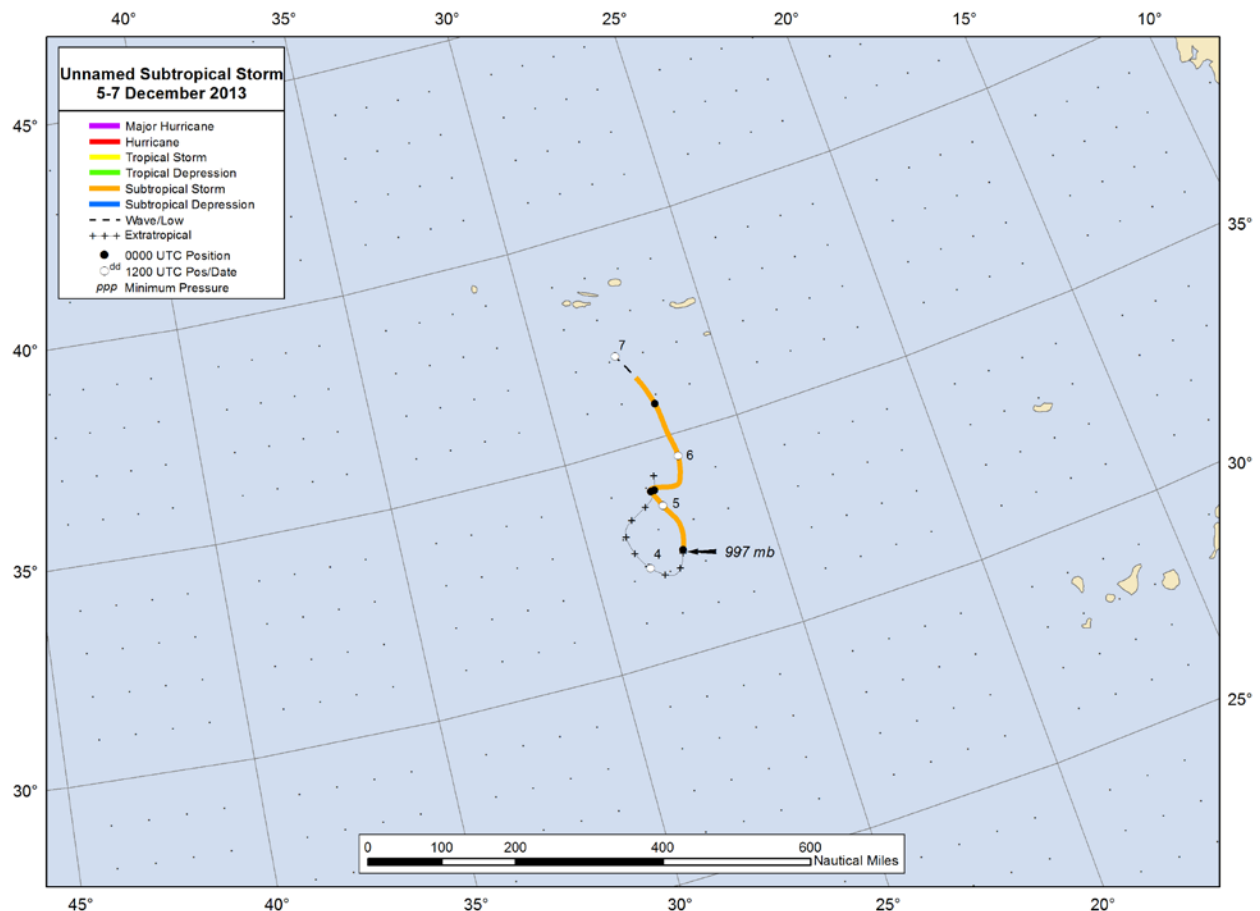 40° 35° 30° 25° 20° 15° 10°
Unnamed Subtropical Storm
5-7 December 2013
Major Hurricane
Hurricane
Tropical Storm
Tropical Depression
Subtropical Storm
Subtropical Depression
Wave/Low
Extratropical
0000 UTC Position
dd 1200 UTC Pos/Date
ppp Minimum Pressure
45°
35°
40°
7
6
30°
5
4
997 mb
35°
25°
30°
0 100 200 400 600
Nautical Miles
45° 40° 35° 30° 25° 20°